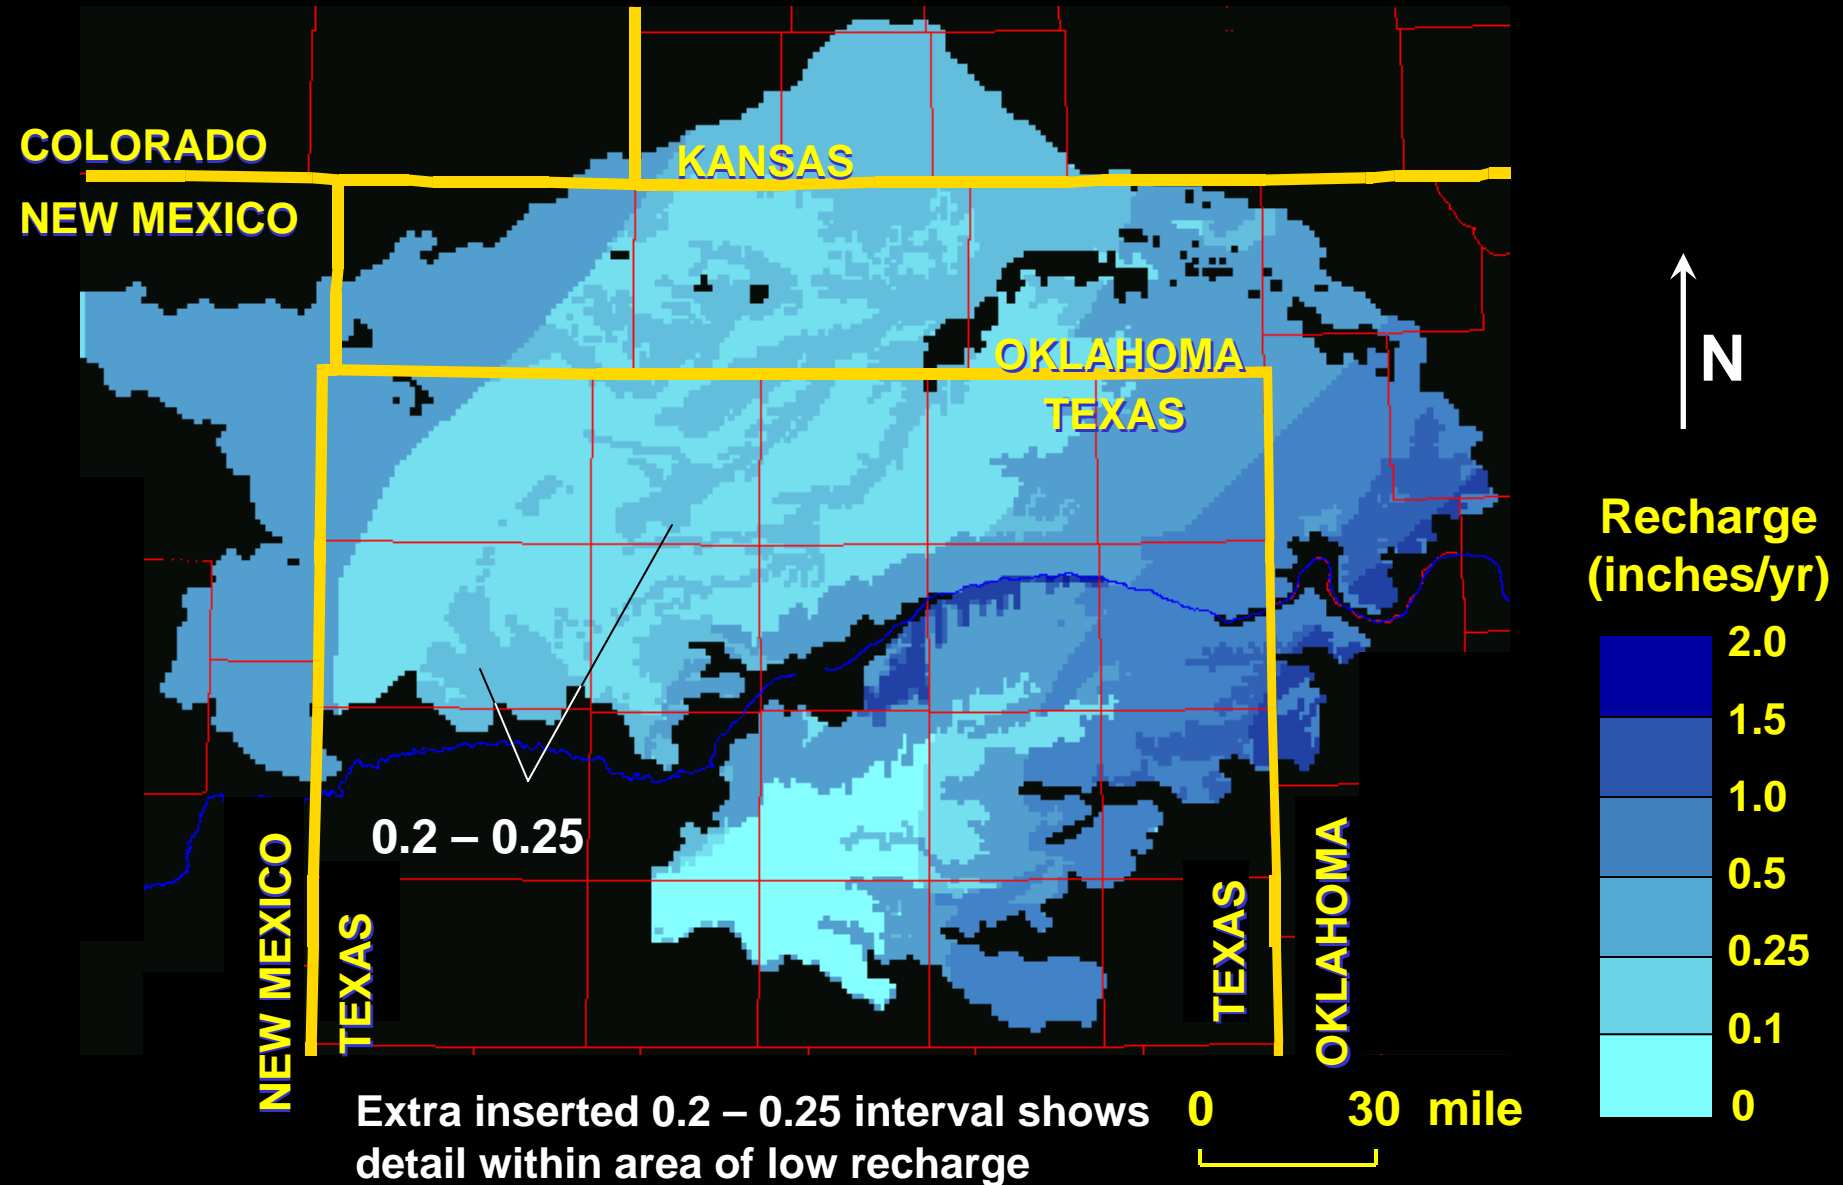 COLORADO
KANSAS
NEW MEXICO
OKLAHOMA
TEXAS
N
Recharge
(inches/yr)
2.0
1.5
1.0
0.5
0.25
0.1
0
0.2 – 0.25
NEW MEXICO
TEXAS
TEXAS
OKLAHOMA
Extra inserted 0.2 – 0.25 interval shows
detail within area of low recharge
0 30 mile